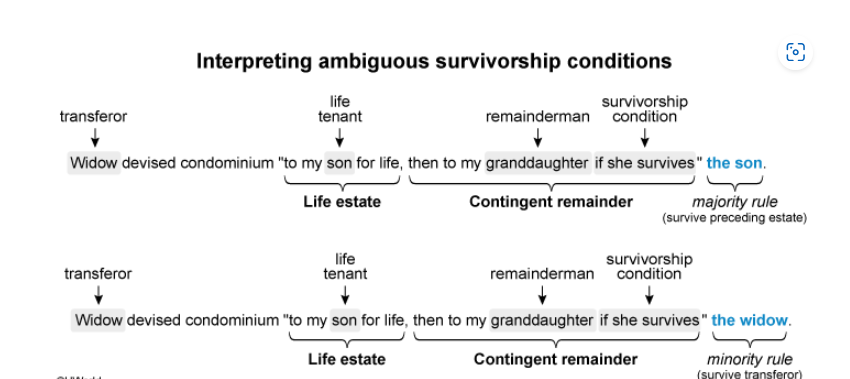 Interpreting ambiguous survivorship conditions
life survivorship
transferor tenant remainderman condition
Widow devised condominium "to my son for life, then to my granddaughter if she survives" the son.
Life estate Contingent remainder majority rule
(survive preceding estate)
life survivorship
transferor tenant remainderman condition
Widow devised condominium "to my son for life, then to my granddaughter if she survives" the widow.
Life estate Contingent remainder minority rule
(survive transferor)